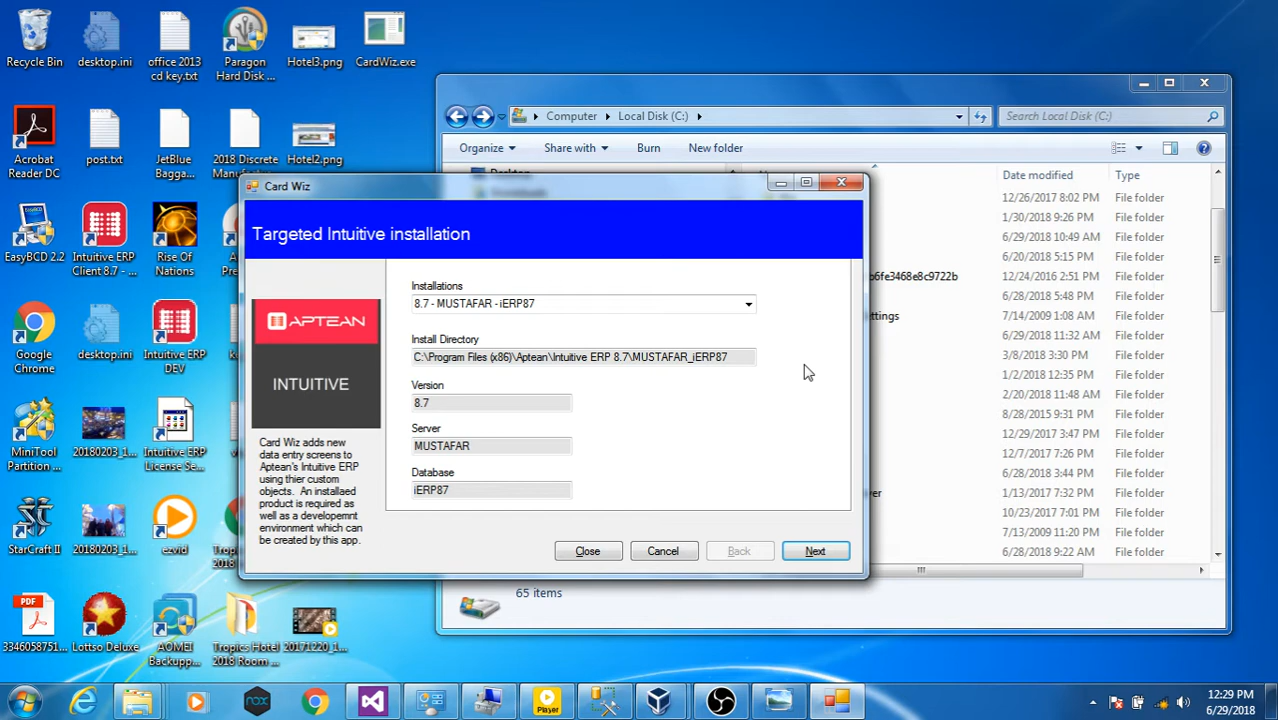 Recycle Bin
desktop.ini
office 2013
cd key.txt
Paragon
Hard Disk ...
Hotel3.png
CardWiz.exe
Acrobat
Reader DC
post.txt
JetBlue
Bagga...
2018 Discrete
Manufac...
Hotel2.png
EasyBCD 2.2
Intuitive ERP
Client 8.7 - ...
Rise Of
Nations
Google
Chrome
desktop.ini
Intuitive ERP
DEV
MiniTool
Partition ...
20180203_1...
Intuitive ERP
License Se...
StarCraft II
20180203_1...
ezvid
Tropi
2018
PDF
3346058751...
Lottso Deluxe
AOMEI
Backupp...
Tropics Hotel
2018 Room ...
20171220_1...
Computer
Local Disk (C:)
Search Local Disk (C:)
Organize
Share with
Burn
New folder
Desktop
Date modified
Type
12/26/2017 8:02 PM
File folder
1/30/2018 9:26 PM
File folder
6/29/2018 10:49 AM
File folder
6/20/2018 5:15 PM
File folder
b6fe3468e8c9722b
12/24/2016 2:51 PM
File folder
6/28/2018 5:48 PM
File folder
ettings
7/14/2009 1:08 AM
File folder
6/29/2018 11:32 AM
File folder
3/8/2018 3:30 PM
File folder
1/2/2018 12:35 PM
File folder
2/20/2018 11:48 AM
File folder
8/28/2015 9:31 PM
File folder
12/29/2017 3:47 PM
File folder
12/7/2017 7:26 PM
File folder
6/28/2018 3:44 PM
File folder
ver
1/13/2017 7:32 PM
File folder
10/23/2017 7:01 PM
File folder
7/13/2009 11:20 PM
File folder
6/28/2018 9:22 AM
File folder
65 items
Card Wiz
Targeted Intuitive installation
APTEAN
INTUITIVE
Card Wiz adds new
data entry screens to
Aptean's Intuitive ERP
using thier custom
objects. An installaed
product is required as
well as a developemnt
environment which can
be created by this app.
Installations
8.7 - MUSTAFAR - iERP87
Install Directory
C:\Program Files (x86)\Aptean\Intuitive ERP 8.7\MUSTAFAR_iERP87
Version
8.7
Server
MUSTAFAR
Database
iERP87
Close
Cancel
Back
Next
nox
Player
12:29 PM
6/29/2018